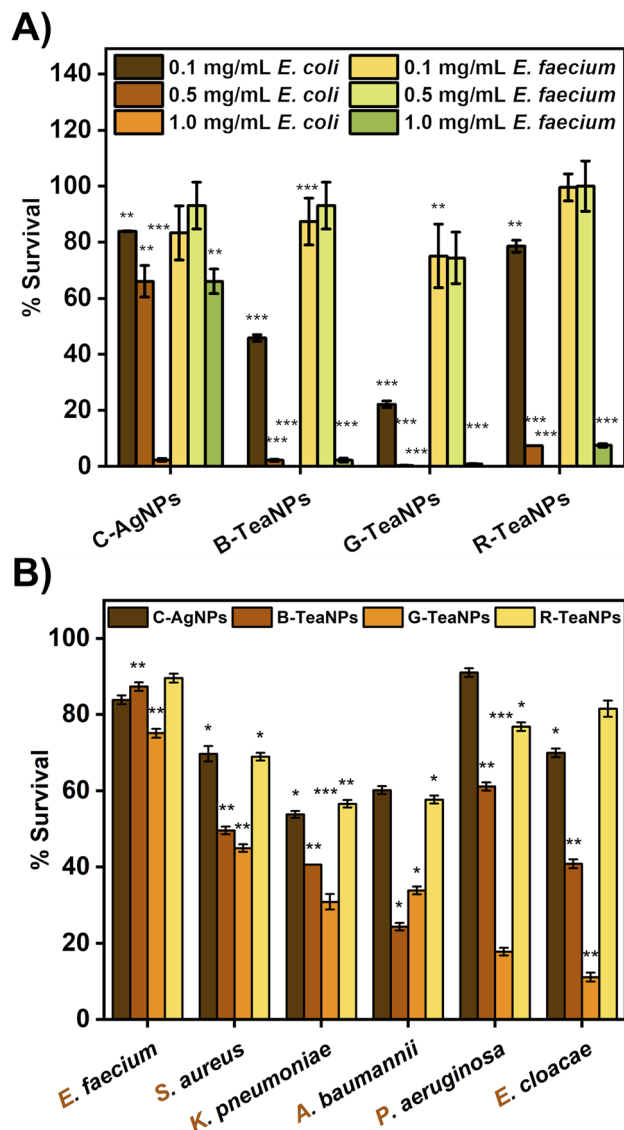 A)
0.1 mg/mL E. coli 0.1 mg/mL E. faecium
0.5 mg/mL E. coli 0.5 mg/mL E. faecium
1.0 mg/mL E. coli 1.0 mg/mL E. faecium
% Survival
140
120
100
80
60
40
20
0
** ** *** ** *** *** *** *** *** *** *** *** ** *** ** *** *** ***
C-AgNPs B-TeaNPs G-TeaNPs R-TeaNPs
B)
C-AgNPs B-TeaNPs G-TeaNPs R-TeaNPs
% Survival
100
80
60
40
20
0
** ** * ** ** * * ** *** ** * * * ** *** * * ** **
E. faecium S. aureus K. pneumoniae A. baumannii P. aeruginosa E. cloacae